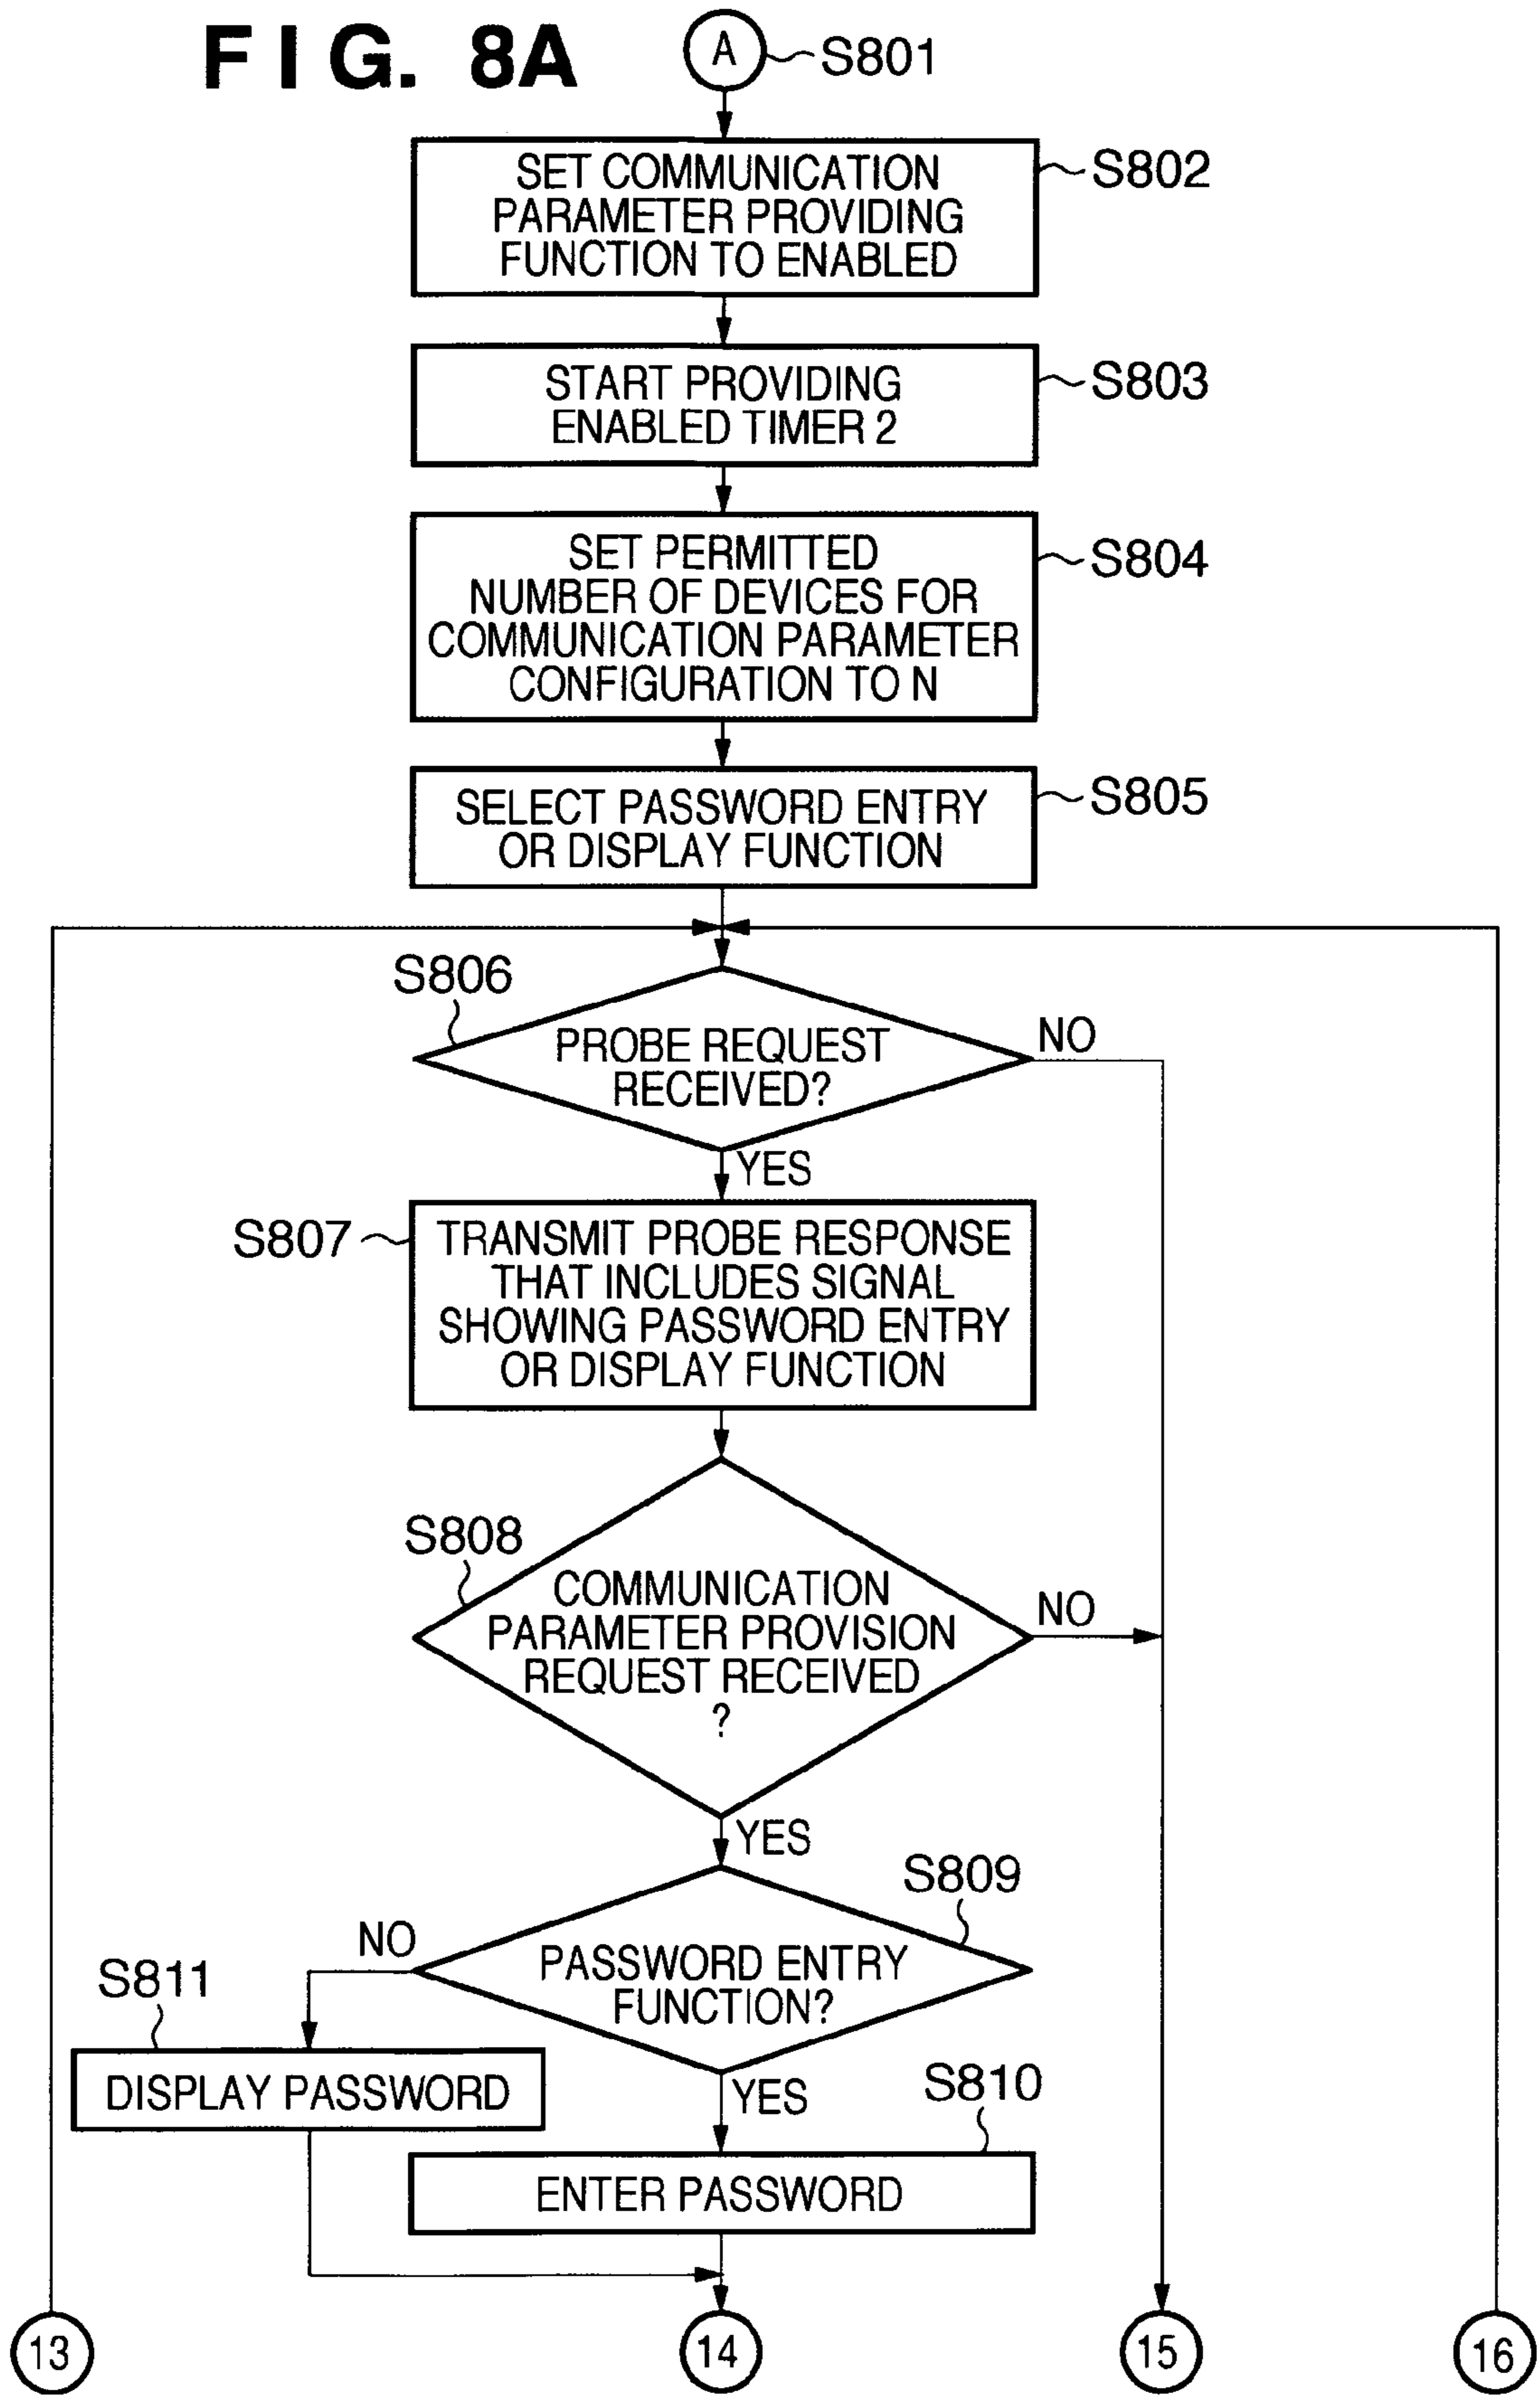 FIG. 8A
A
S801
SET COMMUNICATION
PARAMETER PROVIDING
FUNCTION TO ENABLED
S802
START PROVIDING
ENABLED TIMER 2
S803
SET PERMITTED
NUMBER OF DEVICES FOR
COMMUNICATION PARAMETER
CONFIGURATION TO N
S804
SELECT PASSWORD ENTRY
OR DISPLAY FUNCTION
S805
S806
PROBE REQUEST
RECEIVED?
NO
YES
S807
TRANSMIT PROBE RESPONSE
THAT INCLUDES SIGNAL
SHOWING PASSWORD ENTRY
OR DISPLAY FUNCTION
S808
COMMUNICATION
PARAMETER PROVISION
REQUEST RECEIVED
?
NO
YES
S809
PASSWORD ENTRY
FUNCTION?
NO
S811
DISPLAY PASSWORD
YES
S810
ENTER PASSWORD
13
14
15
16